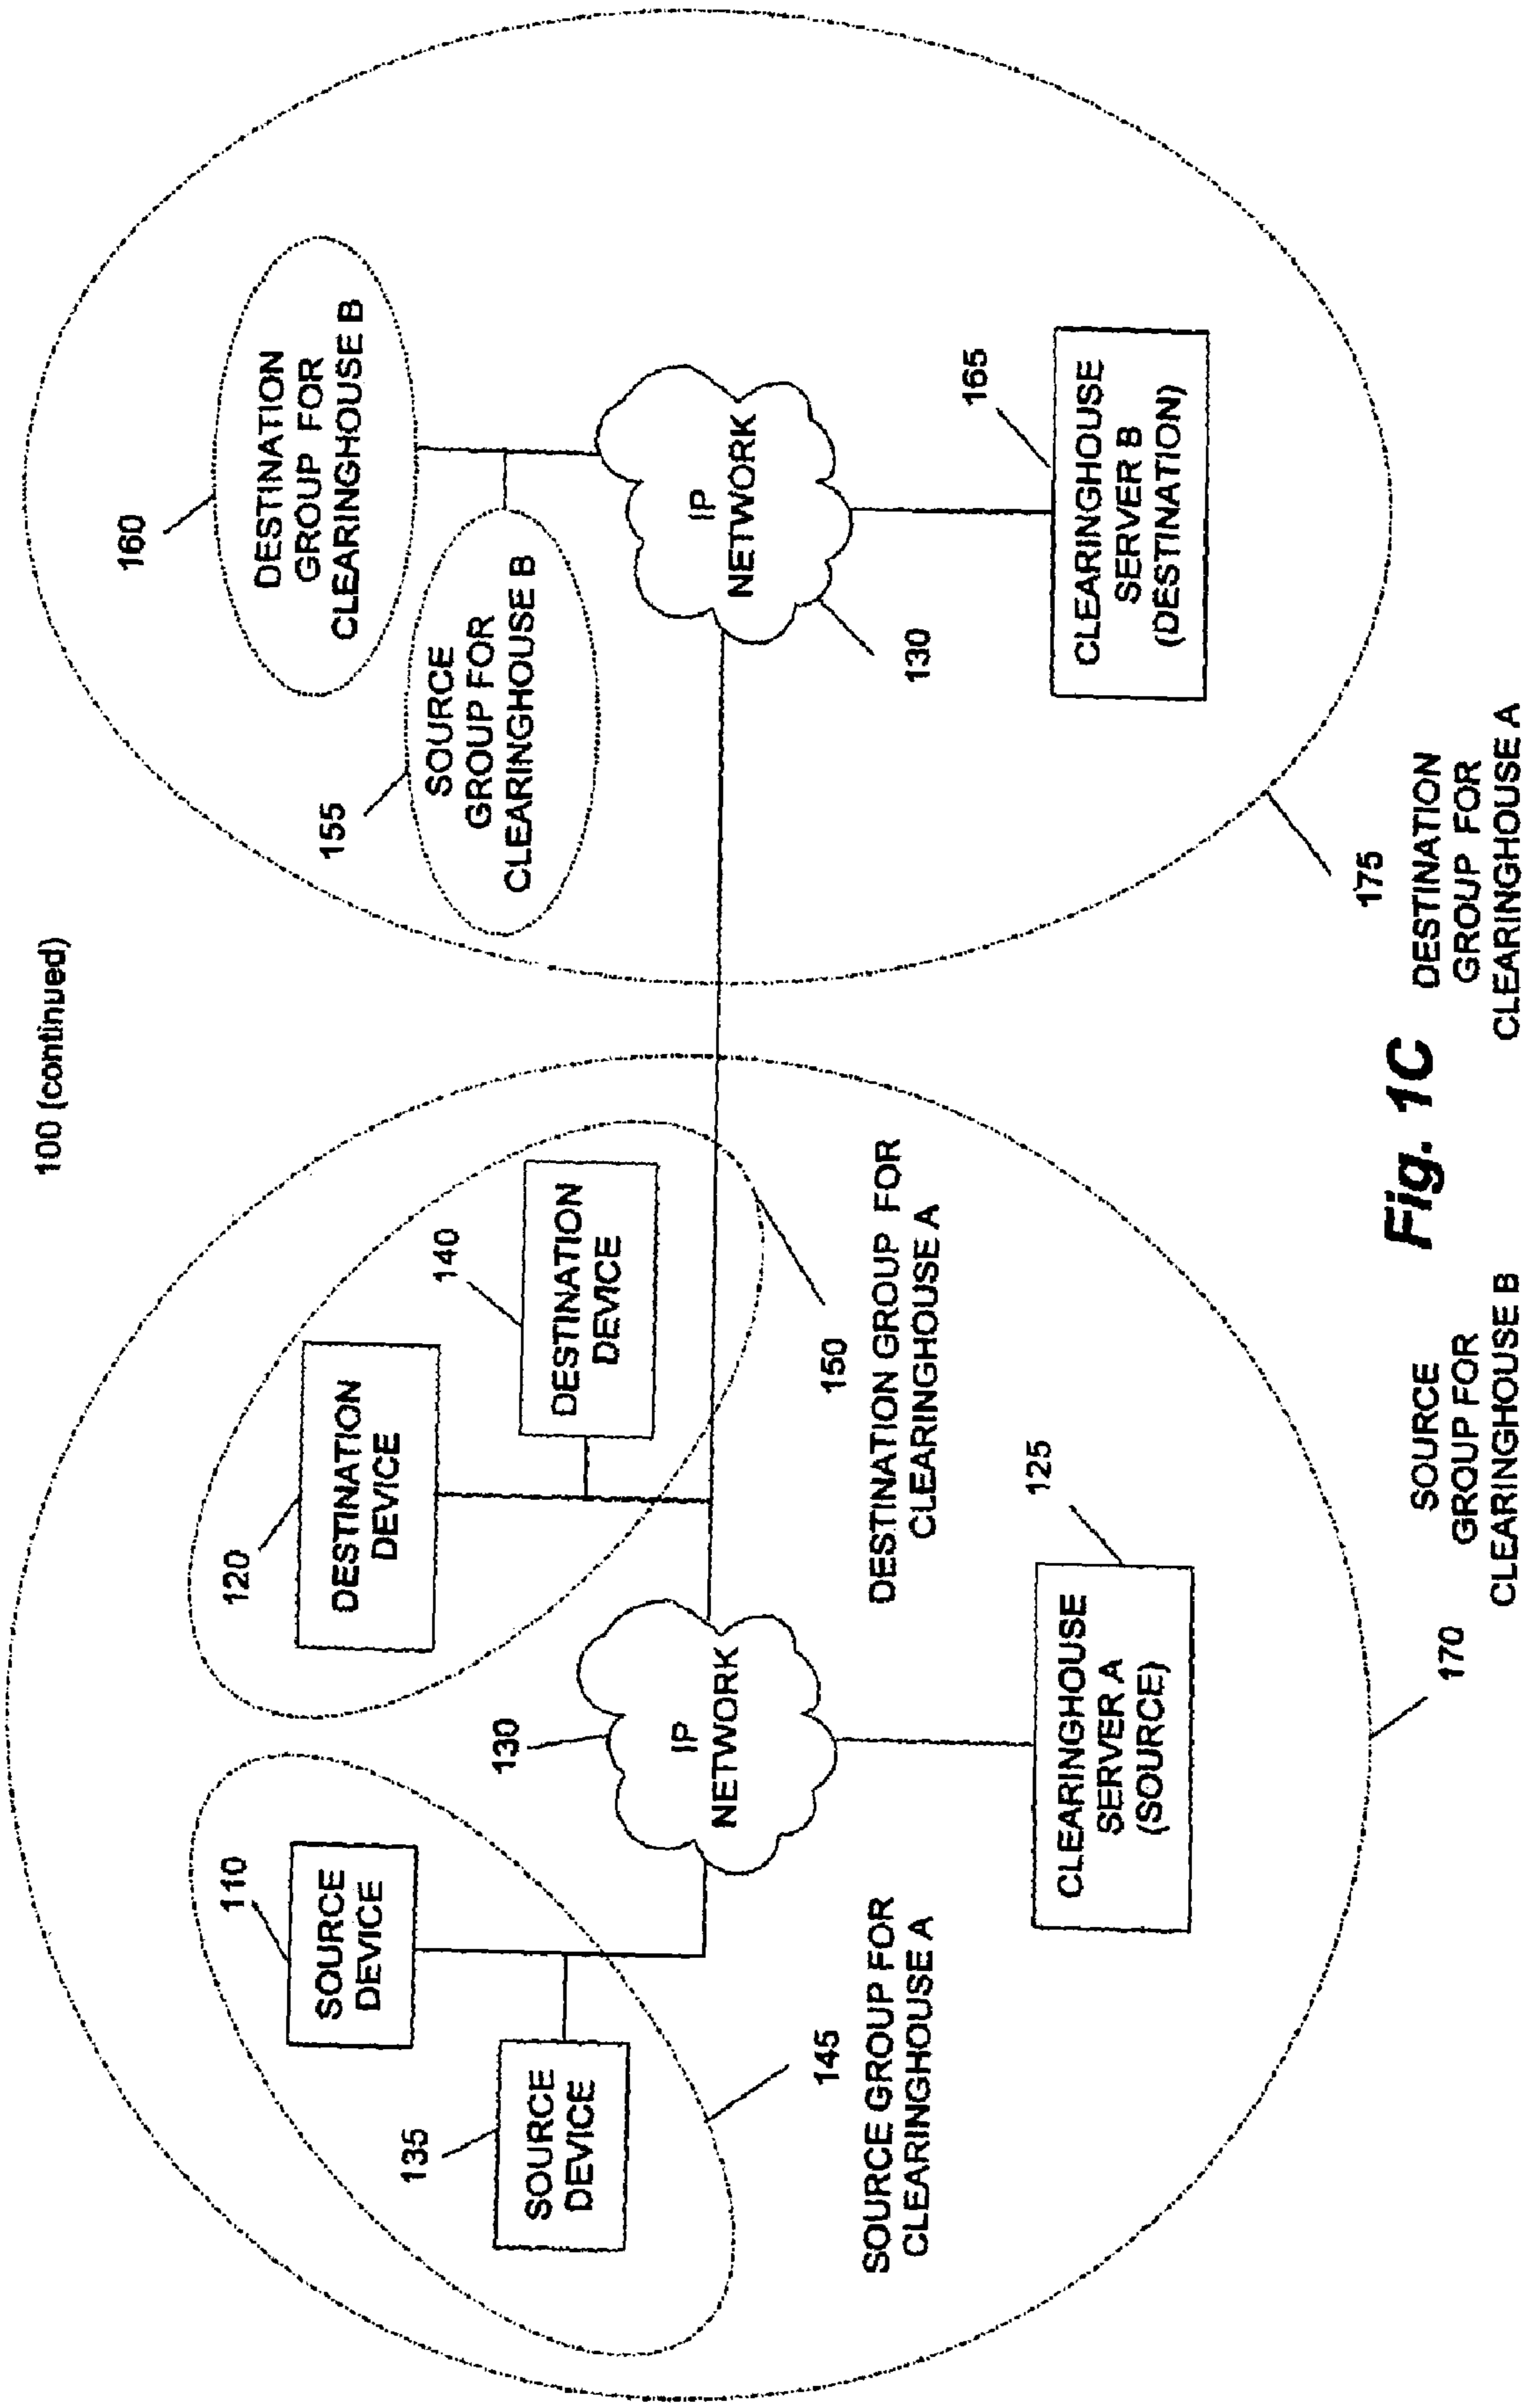 100 (continued)
110
SOURCE
DEVICE
135
SOURCE
DEVICE
145
SOURCE GROUP FOR
CLEARINGHOUSE A
120
DESTINATION
DEVICE
140
DESTINATION
DEVICE
150
DESTINATION GROUP FOR
CLEARINGHOUSE A
130
IP
NETWORK
125
CLEARINGHOUSE
SERVER A
(SOURCE)
170
SOURCE
GROUP FOR
CLEARINGHOUSE B
160
DESTINATION
GROUP FOR
CLEARINGHOUSE B
155
SOURCE
GROUP FOR
CLEARINGHOUSE B
IP
NETWORK
130
165
CLEARINGHOUSE
SERVER B
(DESTINATION)
175
DESTINATION
GROUP FOR
CLEARINGHOUSE A
Fig. 1C